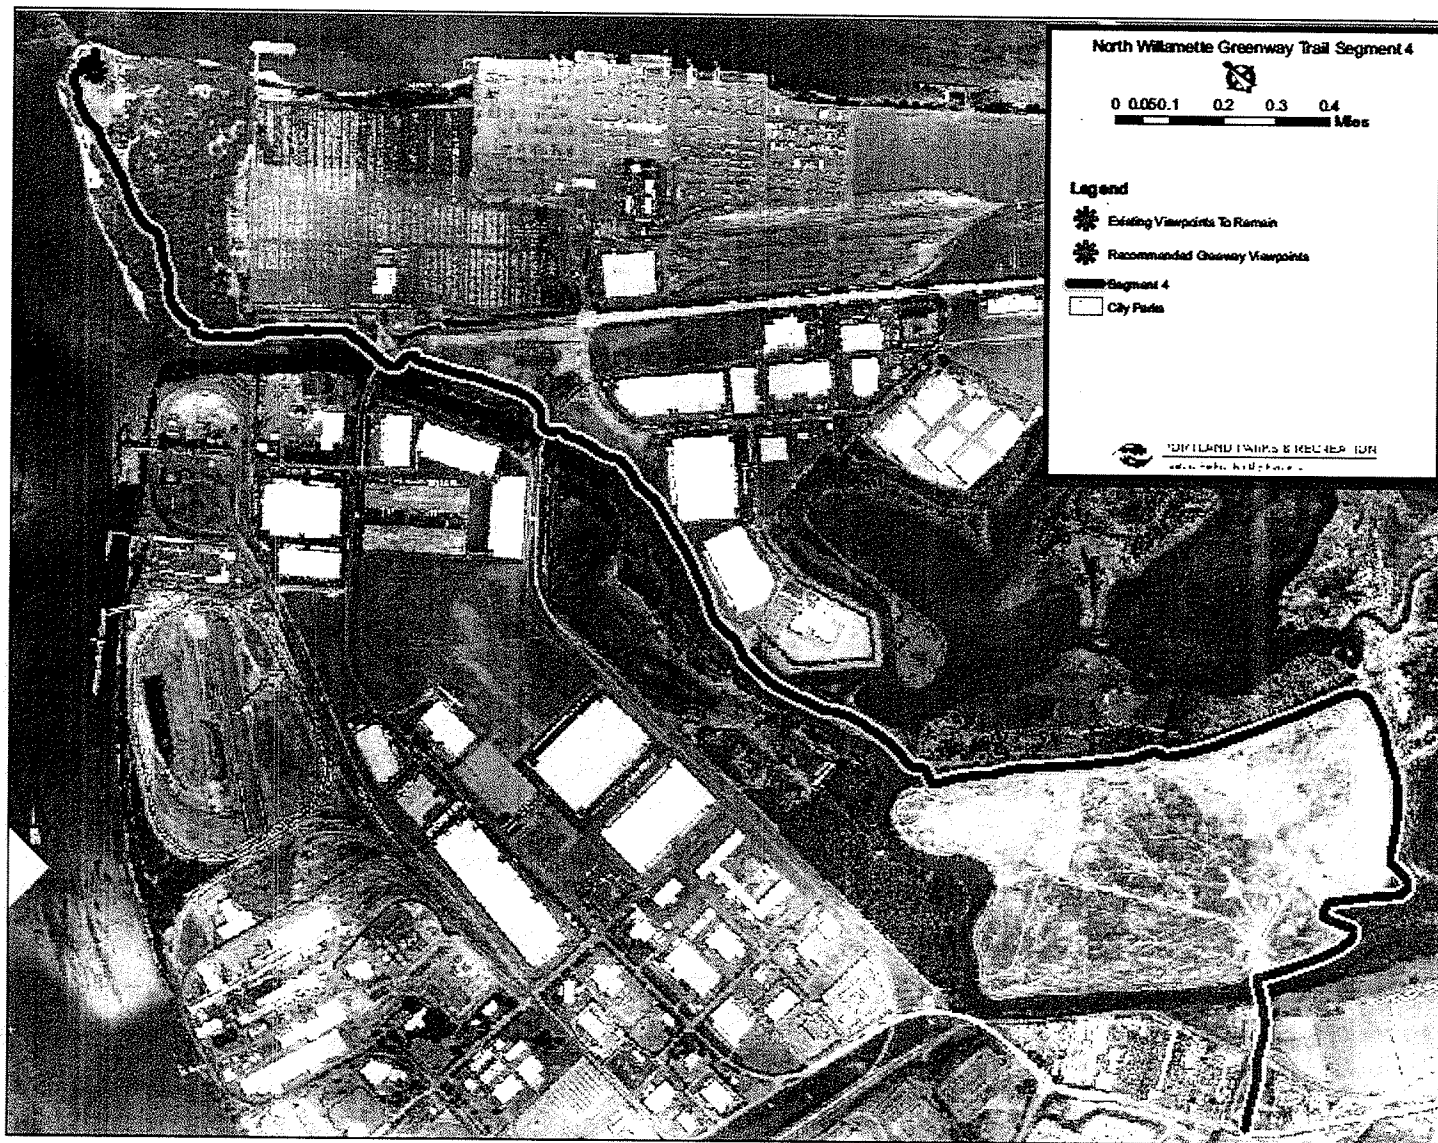 North Willamette Greenway Trail Segment 4
0 0.05 0.1 0.2 0.3 0.4
Miles
Legend
Existing Viewpoints To Remain
Recommended Greenway Viewpoints
Segment 4
City Parks
PORTLAND PARKS & RECREATION